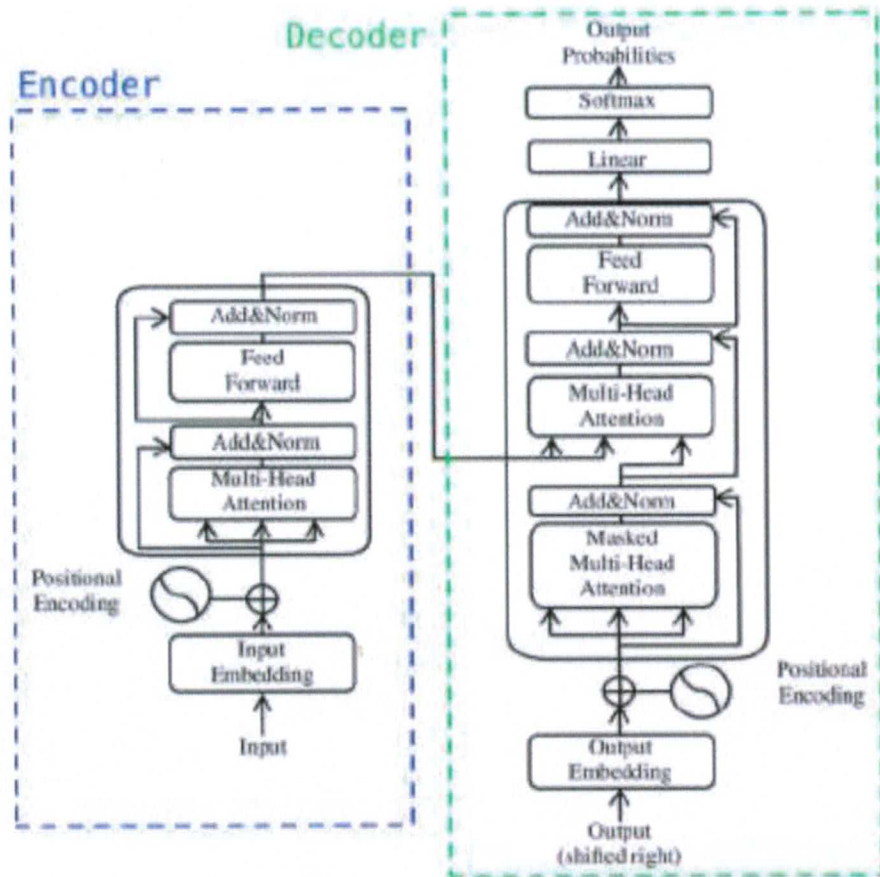 Encoder
Add&Norm
Feed
Forward
Add&Norm
Multi-Head
Attention
Positional
Encoding
Input
Embedding
Input
Decoder
Output
Probabilities
Softmax
Linear
Add&Norm
Feed
Forward
Add&Norm
Multi-Head
Attention
Add&Norm
Masked
Multi-Head
Attention
Positional
Encoding
Output
Embedding
Output
(shifted right)